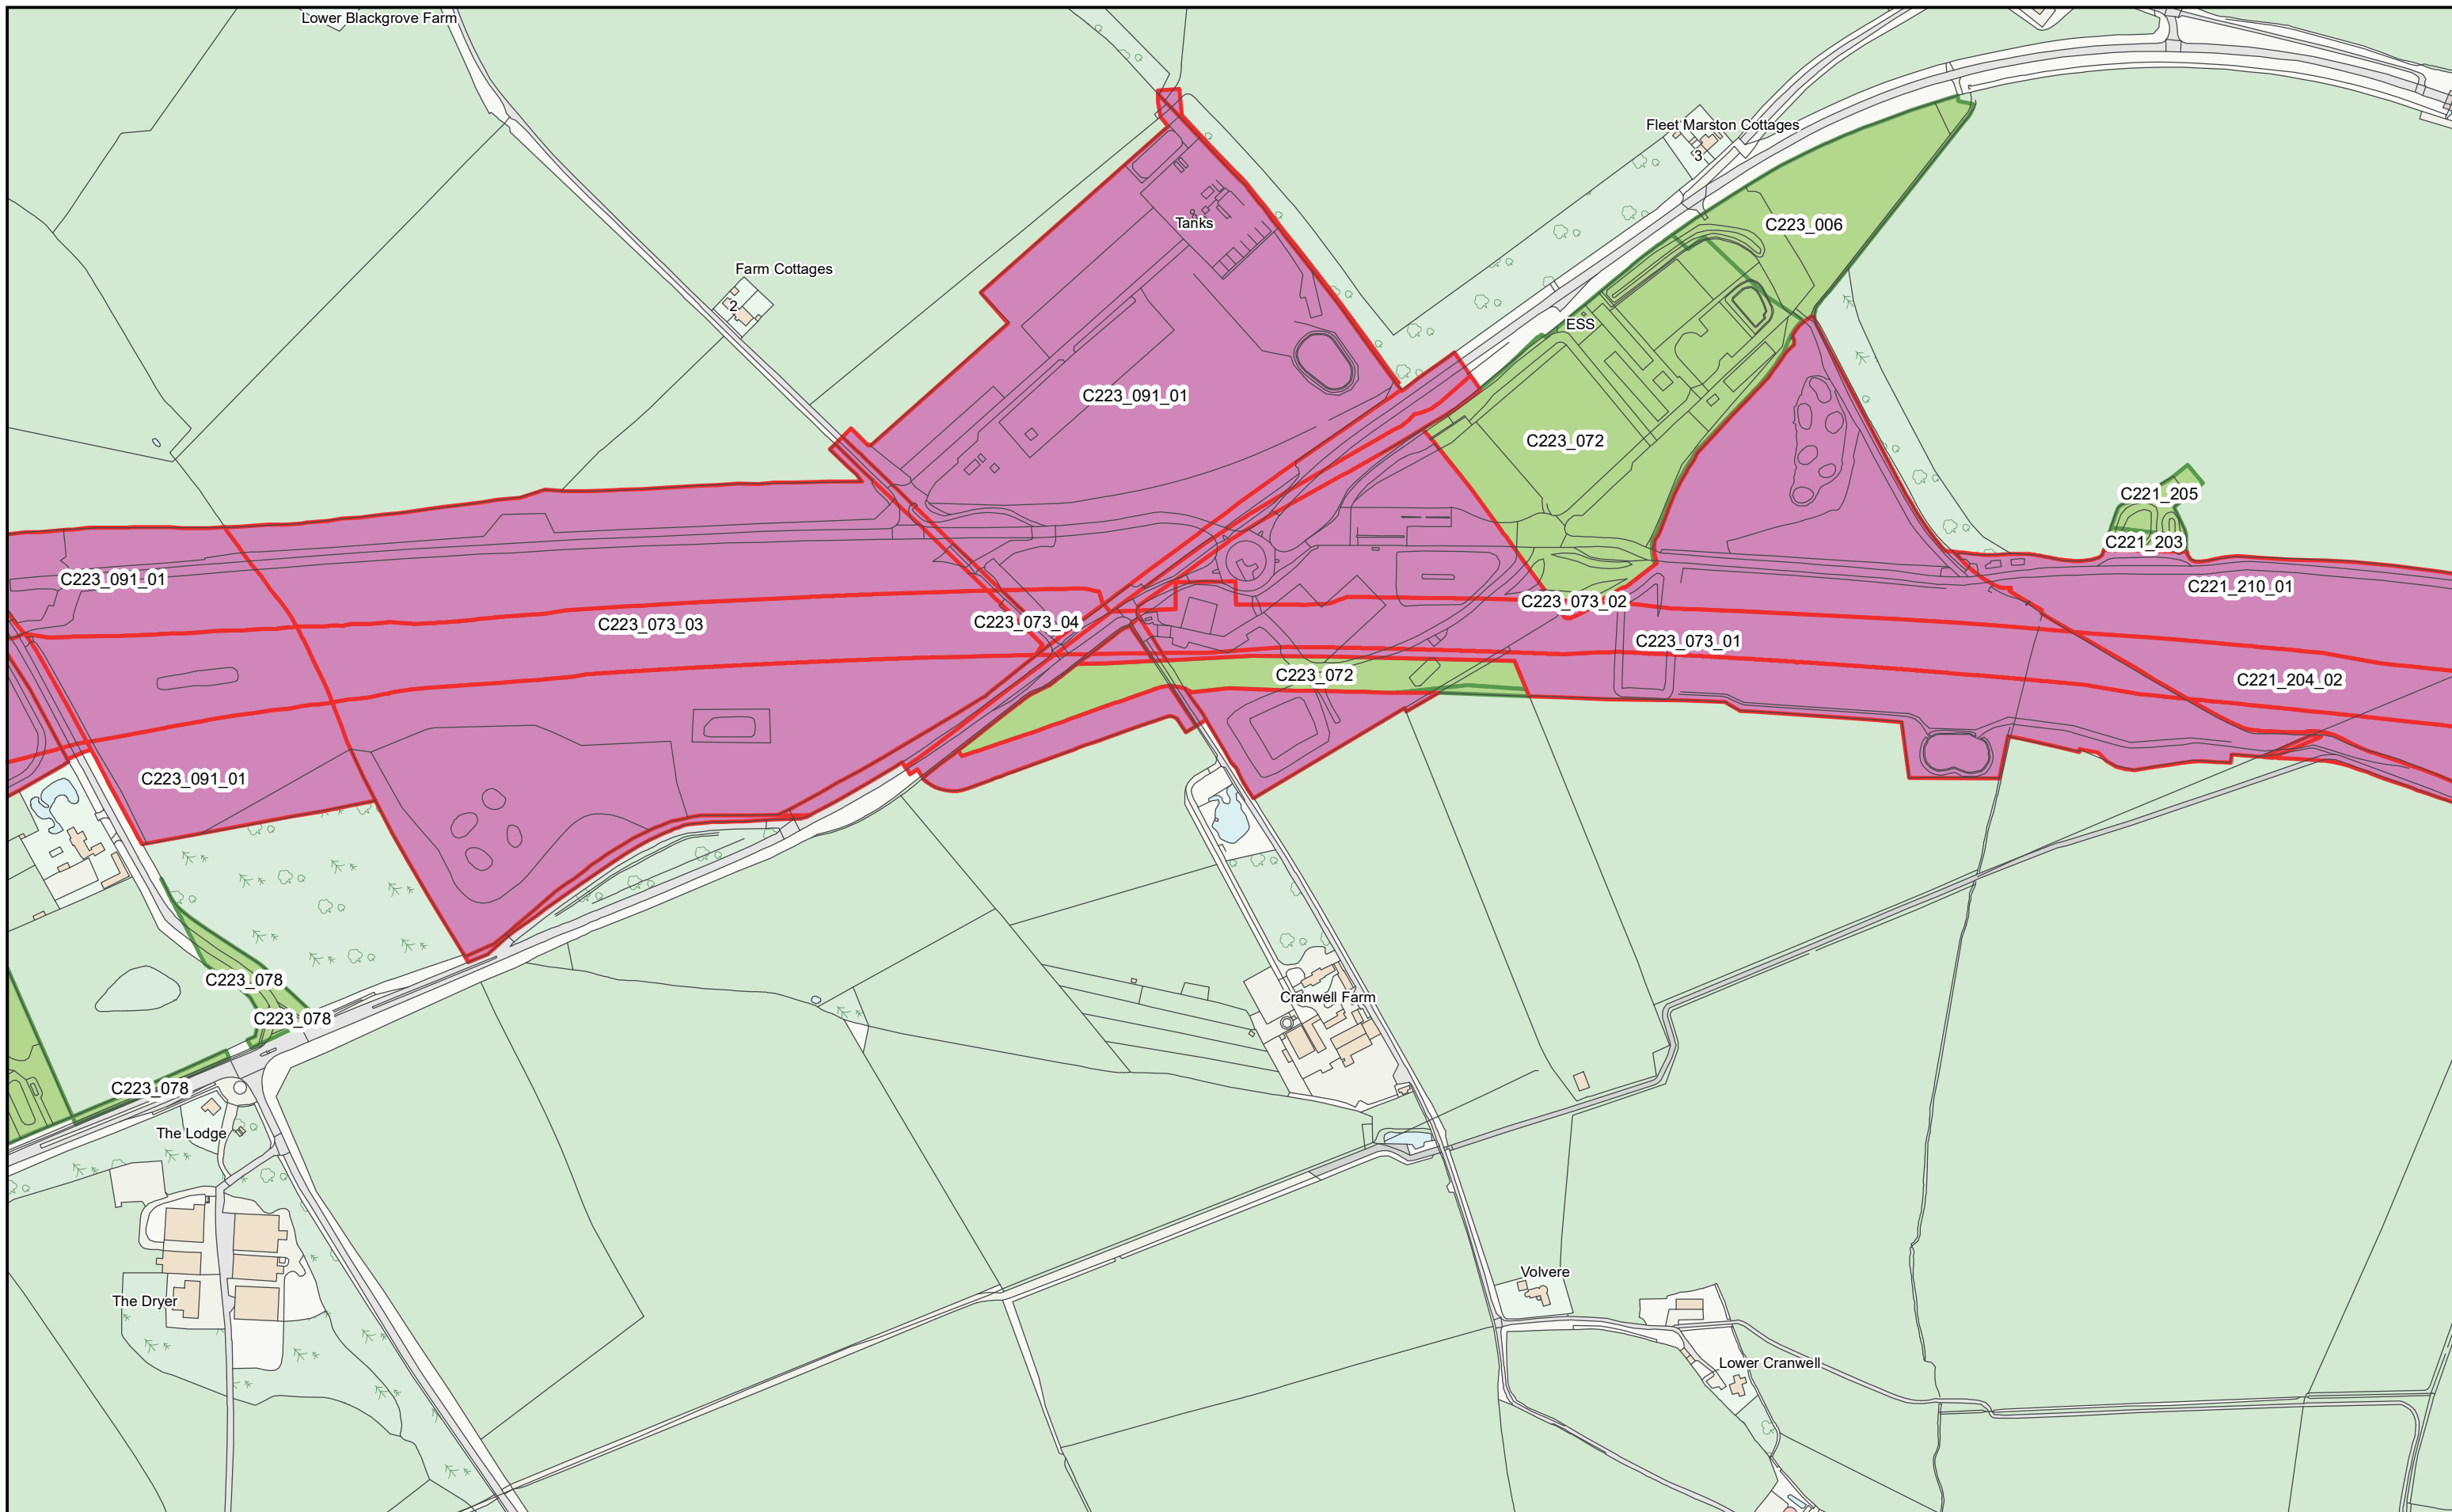 Lower Blackgrove Farm
Fleet Marston Cottages
3
Tanks
C223_006
Farm Cottages
2
ESS
C223_091_01
C223_072
C221_205
C221_203
C223_091_01
C221_210_01
C223_073_02
C223_073_03
C223_073_04
C223_073_01
C223_072
C221_204_02
C223_091_01
C223_078
Cranwell Farm
C223_078
C223_078
The Lodge
Volvere
The Dryer
Lower Cranwell